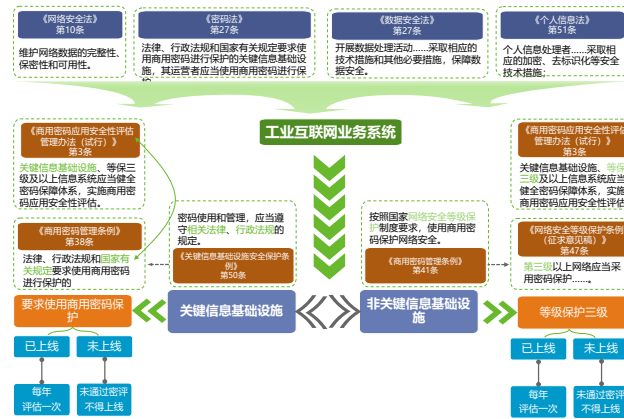 《网络安全法》
第10条
维护网络数据的完整性、
保密性和可用性。
《密码法》
第27条
法律、行政法规和国家有关规定要求使
用商用密码进行保护的关键信息基础设
施，其运营者应当使用商用密码进行保
护
《数据安全法》
第27条
开展数据处理活动……采取相应的
技术措施和其他必要措施，保障数
据安全。
《个人信息法》
第51条
个人信息处理者……采取相
应的加密、去标识化等安全
技术措施;
工业互联网业务系统
《商用密码应用安全性评估
管理办法（试行）》
第3条
关键信息基础设施、等保三
级及以上信息系统应当健全
密码保障体系，实施商用密
码应用安全性评估。
《商用密码管理条例》
第38条
法律、行政法规和国家有
关规定要求使用商用密码
进行保护的
密码使用和管理，应当遵
守相关法律、行政法规的
规定。
《关键信息基础设施安全保护条
例》
第50条
按照国家网络安全等级保
护制度要求，使用商用密
码保护网络安全。
《商用密码管理条例》
第41条
《商用密码应用安全性评估
管理办法（试行）》
第3条
关键信息基础设施、等保
三级及以上信息系统应当
健全密码保障体系，实施
商用密码应用安全性评估
《网络安全等级保护条例
（征求意见稿）》
第47条
第三级以上网络应当采
用密码保护……。
要求使用商用密码保
护
关键信息基础设施
非关键信息基础设
施
等级保护三级
已上线
未上线
每年
评估一次
未通过密评
不得上线
已上线
未上线
每年
评估一次
未通过密评
不得上线